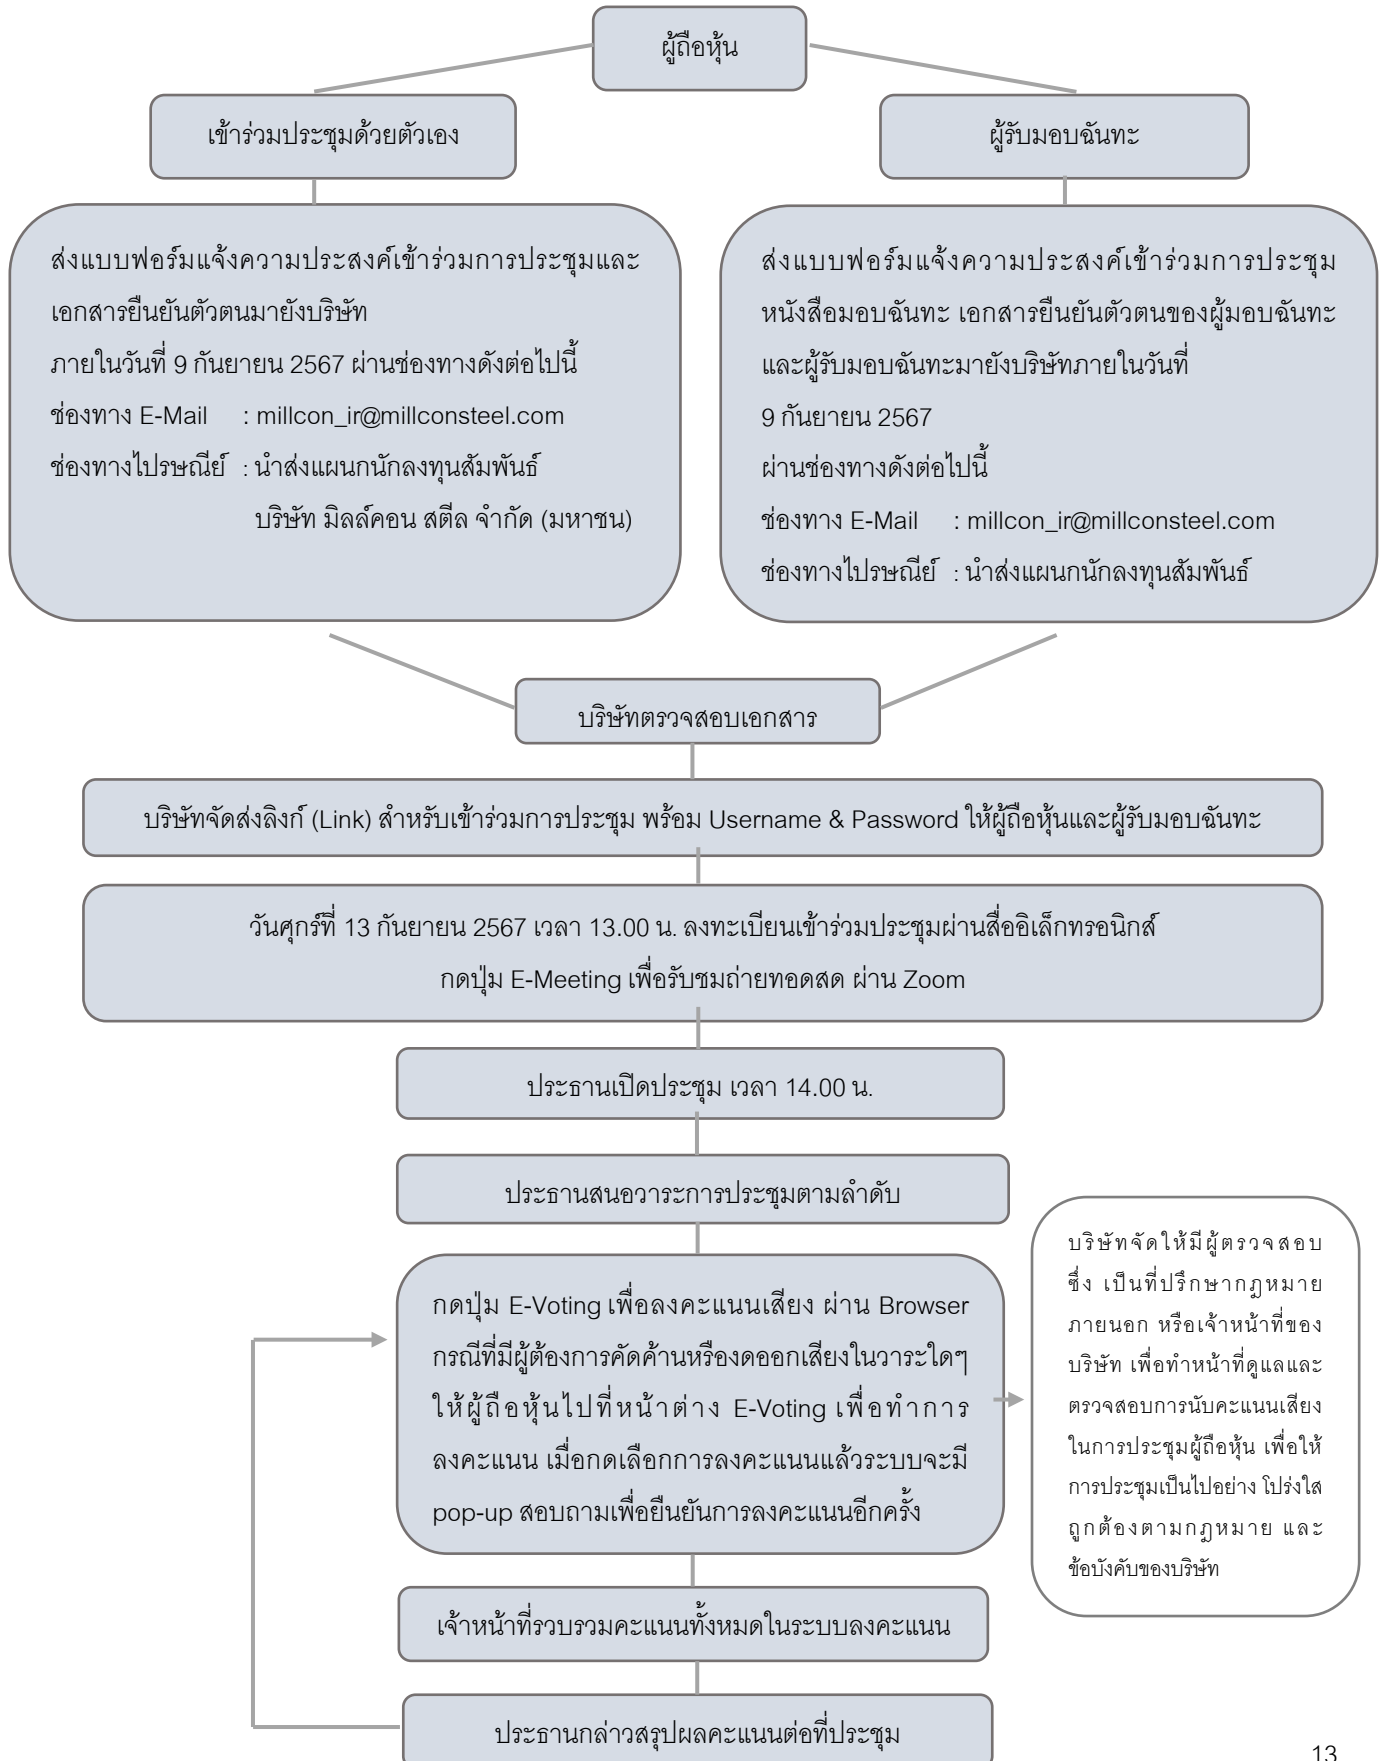 ผู้ถือหุ้น
เข้าร่วมประชุมด้วยตัวเอง
ผู้รับมอบฉันทะ
ส่งแบบฟอร์มแจ้งความประสงค์เข้าร่วมการประชุมและ
เอกสารยืนยันตัวตนมายังบริษัท
ภายในวันที่ 9 กันยายน 2567 ผ่านช่องทางดังต่อไปนี้
ช่องทาง E-Mail : millcon_ir@millconsteel.com
ช่องทางไปรษณีย์ : นำส่งแผนกนักลงทุนสัมพันธ์
บริษัท มิลล์คอน สตีล จำกัด (มหาชน)
ส่งแบบฟอร์มแจ้งความประสงค์เข้าร่วมการประชุม
หนังสือมอบฉันทะ เอกสารยืนยันตัวตนของผู้มอบฉันทะ
และผู้รับมอบฉันทะมายังบริษัทภายในวันที่
9 กันยายน 2567
ผ่านช่องทางดังต่อไปนี้
ช่องทาง E-Mail : millcon_ir@millconsteel.com
ช่องทางไปรษณีย์ : นำส่งแผนกนักลงทุนสัมพันธ์
บริษัทตรวจสอบเอกสาร
บริษัทจัดส่งลิงก์ (Link) สำหรับเข้าร่วมการประชุม พร้อม Username & Password ให้ผู้ถือหุ้นและผู้รับมอบฉันทะ
วันศุกร์ที่ 13 กันยายน 2567 เวลา 13.00 น. ลงทะเบียนเข้าร่วมประชุมผ่านสื่ออิเล็กทรอนิกส์
กดปุ่ม E-Meeting เพื่อรับชมถ่ายทอดสด ผ่าน Zoom
ประธานเปิดประชุม เวลา 14.00 น.
ประธานสนอวาระการประชุมตามลำดับ
กดปุ่ม E-Voting เพื่อลงคะแนนเสียง ผ่าน Browser
กรณีที่มีผู้ต้องการคัดค้านหรืองดออกเสียงในวาระใดๆ
ให้ผู้ถือหุ้นไปที่หน้าต่าง E-Voting เพื่อทำการ
ลงคะแนน เมื่อกดเลือกการลงคะแนนแล้วระบบจะมี
pop-up สอบถามเพื่อยืนยันการลงคะแนนอีกครั้ง
บริษัทจัดให้มีผู้ตรวจสอบ
ซึ่ง เป็นที่ปรึกษากฎหมาย
ภายนอก หรือเจ้าหน้าที่ของ
บริษัท เพื่อทำหน้าที่ดูแลและ
ตรวจสอบการนับคะแนนเสียง
ในการประชุมผู้ถือหุ้น เพื่อให้
การประชุมเป็นไปอย่าง โปร่งใส
ถูกต้องตามกฎหมาย และ
ข้อบังคับของบริษัท
เจ้าหน้าที่รวบรวมคะแนนทั้งหมดในระบบลงคะแนน
ประธานกล่าวสรุปผลคะแนนต่อที่ประชุม
13